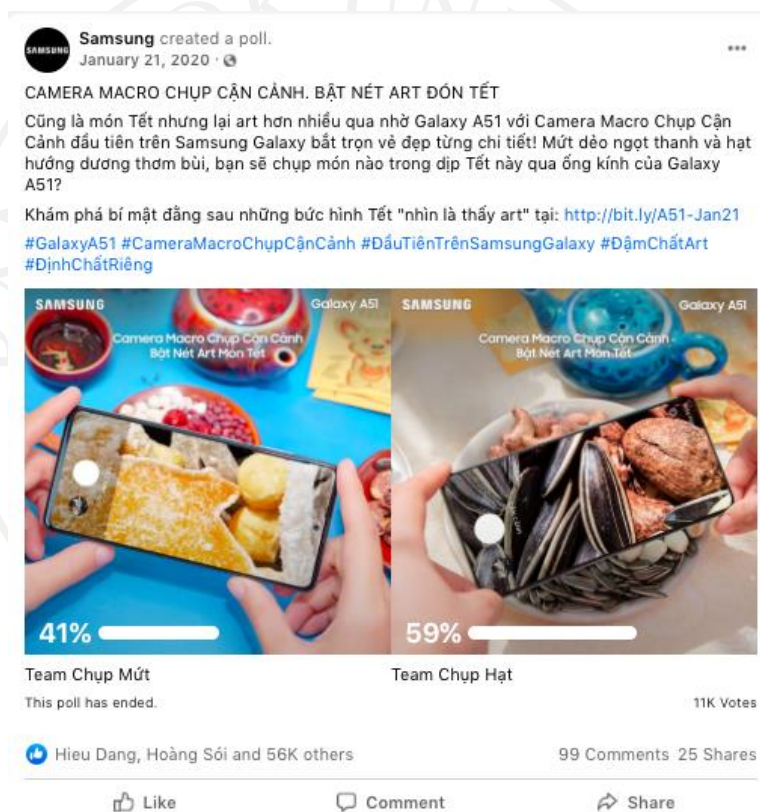 SAMSUNG
Samsung created a poll.
January 21, 2020 ·
CAMERA MACRO CHỤP CẬN CẢNH. BẬT NÉT ART ĐÓN TẾT
Cũng là món Tết nhưng lại art hơn nhiều qua nhờ Galaxy A51 với Camera Macro Chụp Cận
Cảnh đầu tiên trên Samsung Galaxy bắt trọn vẻ đẹp từng chi tiết! Mứt dẻo ngọt thanh và hạt
hướng dương thơm bùi, bạn sẽ chụp món nào trong dịp Tết này qua ống kính của Galaxy
A51?
Khám phá bí mật đằng sau những bức hình Tết "nhìn là thấy art" tại: http://bit.ly/A51-Jan21
#GalaxyA51 #CameraMacroChụpCậnCảnh #ĐầuTiênTrênSamsungGalaxy #ĐậmChấtArt
#ĐịnhChấtRiêng
SAMSUNG Galaxy A51
Camera Macro Chụp Cận Cảnh
Bật Nét Art Món Tết
41%
SAMSUNG Galaxy A51
Camera Macro Chụp Cận Cảnh
Bật Nét Art Món Tết
59%
Team Chụp Mứt Team Chụp Hạt
This poll has ended. 11K Votes
Hieu Dang, Hoàng Sói and 56K others 99 Comments 25 Shares
Like Comment Share